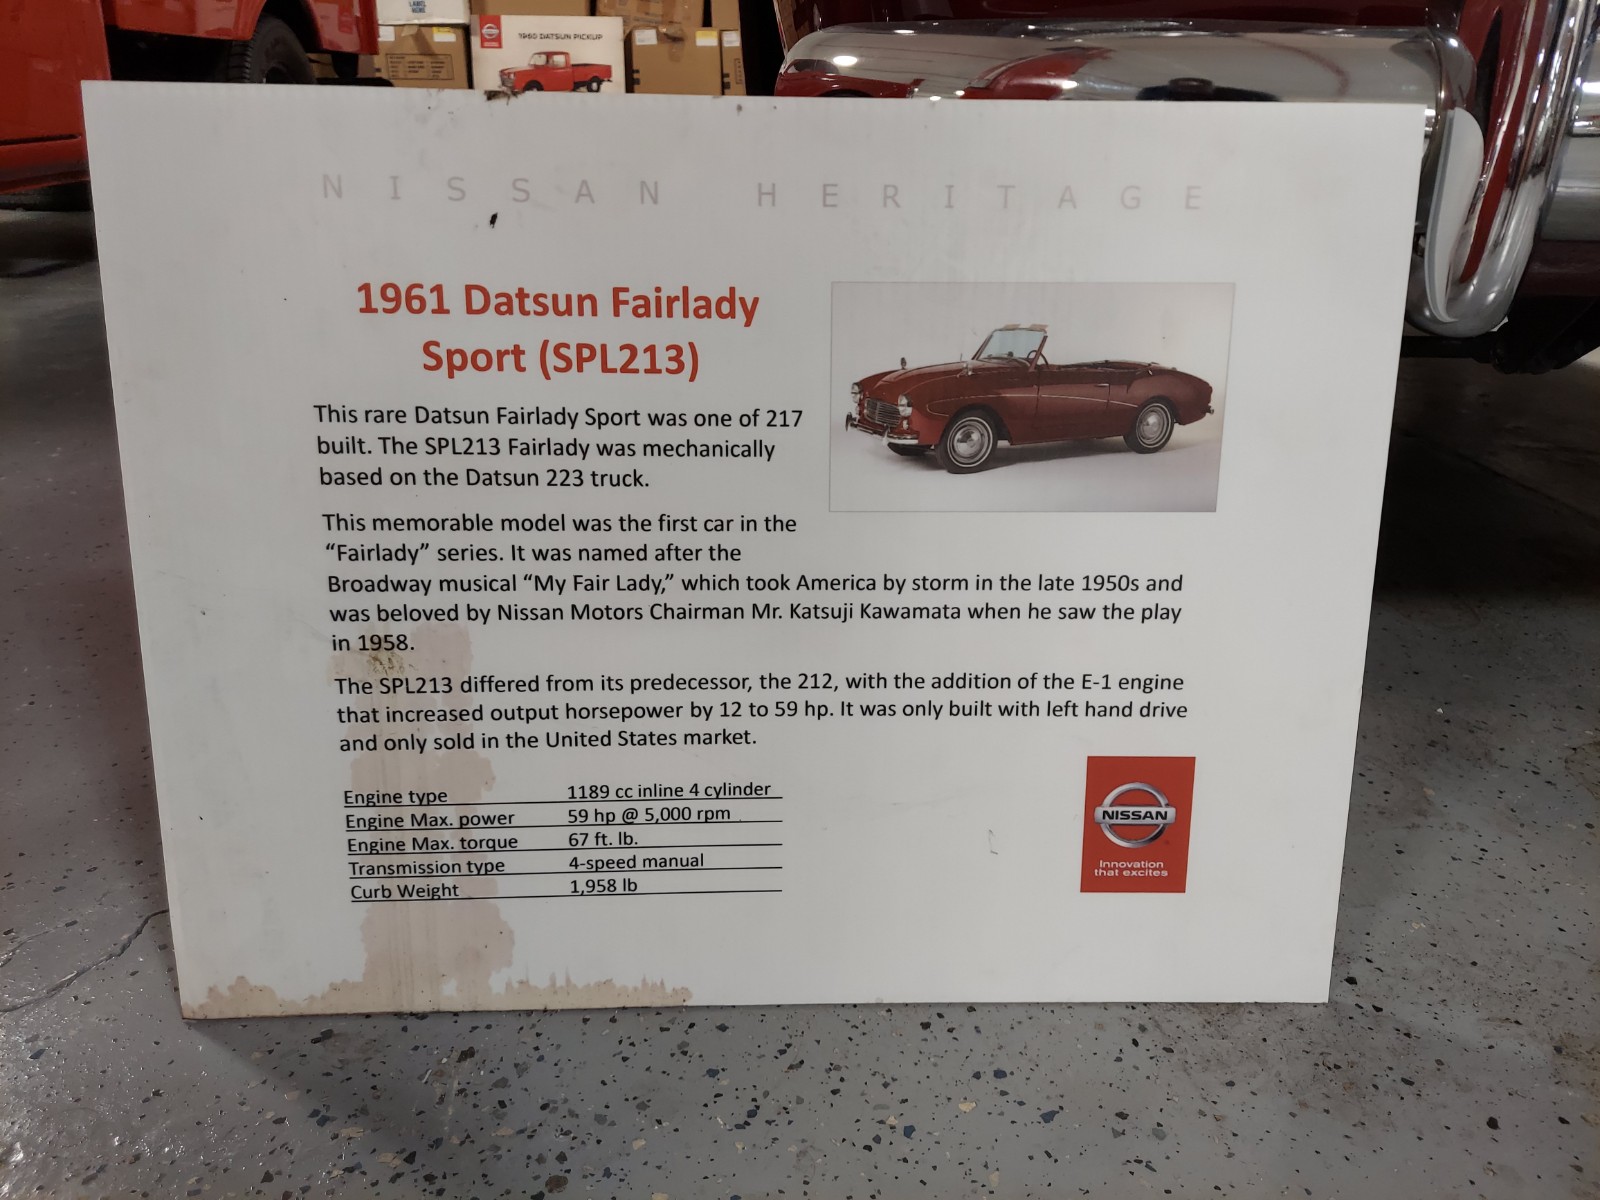 LABEL
HERE
1960 DATSUN PICKUP
NISSAN HERITAGE
1961 Datsun Fairlady
Sport (SPL213)
This rare Datsun Fairlady Sport was one of 217
built. The SPL213 Fairlady was mechanically
based on the Datsun 223 truck.
This memorable model was the first car in the
“Fairlady” series. It was named after the
Broadway musical “My Fair Lady,” which took America by storm in the late 1950s and
was beloved by Nissan Motors Chairman Mr. Katsuji Kawamata when he saw the play
in 1958.
The SPL213 differed from its predecessor, the 212, with the addition of the E-1 engine
that increased output horsepower by 12 to 59 hp. It was only built with left hand drive
and only sold in the United States market.
Engine type 1189 cc inline 4 cylinder
Engine Max. power 59 hp @ 5,000 rpm
Engine Max. torque 67 ft. lb.
Transmission type 4-speed manual
Curb Weight 1,958 lb
NISSAN
Innovation
that excites